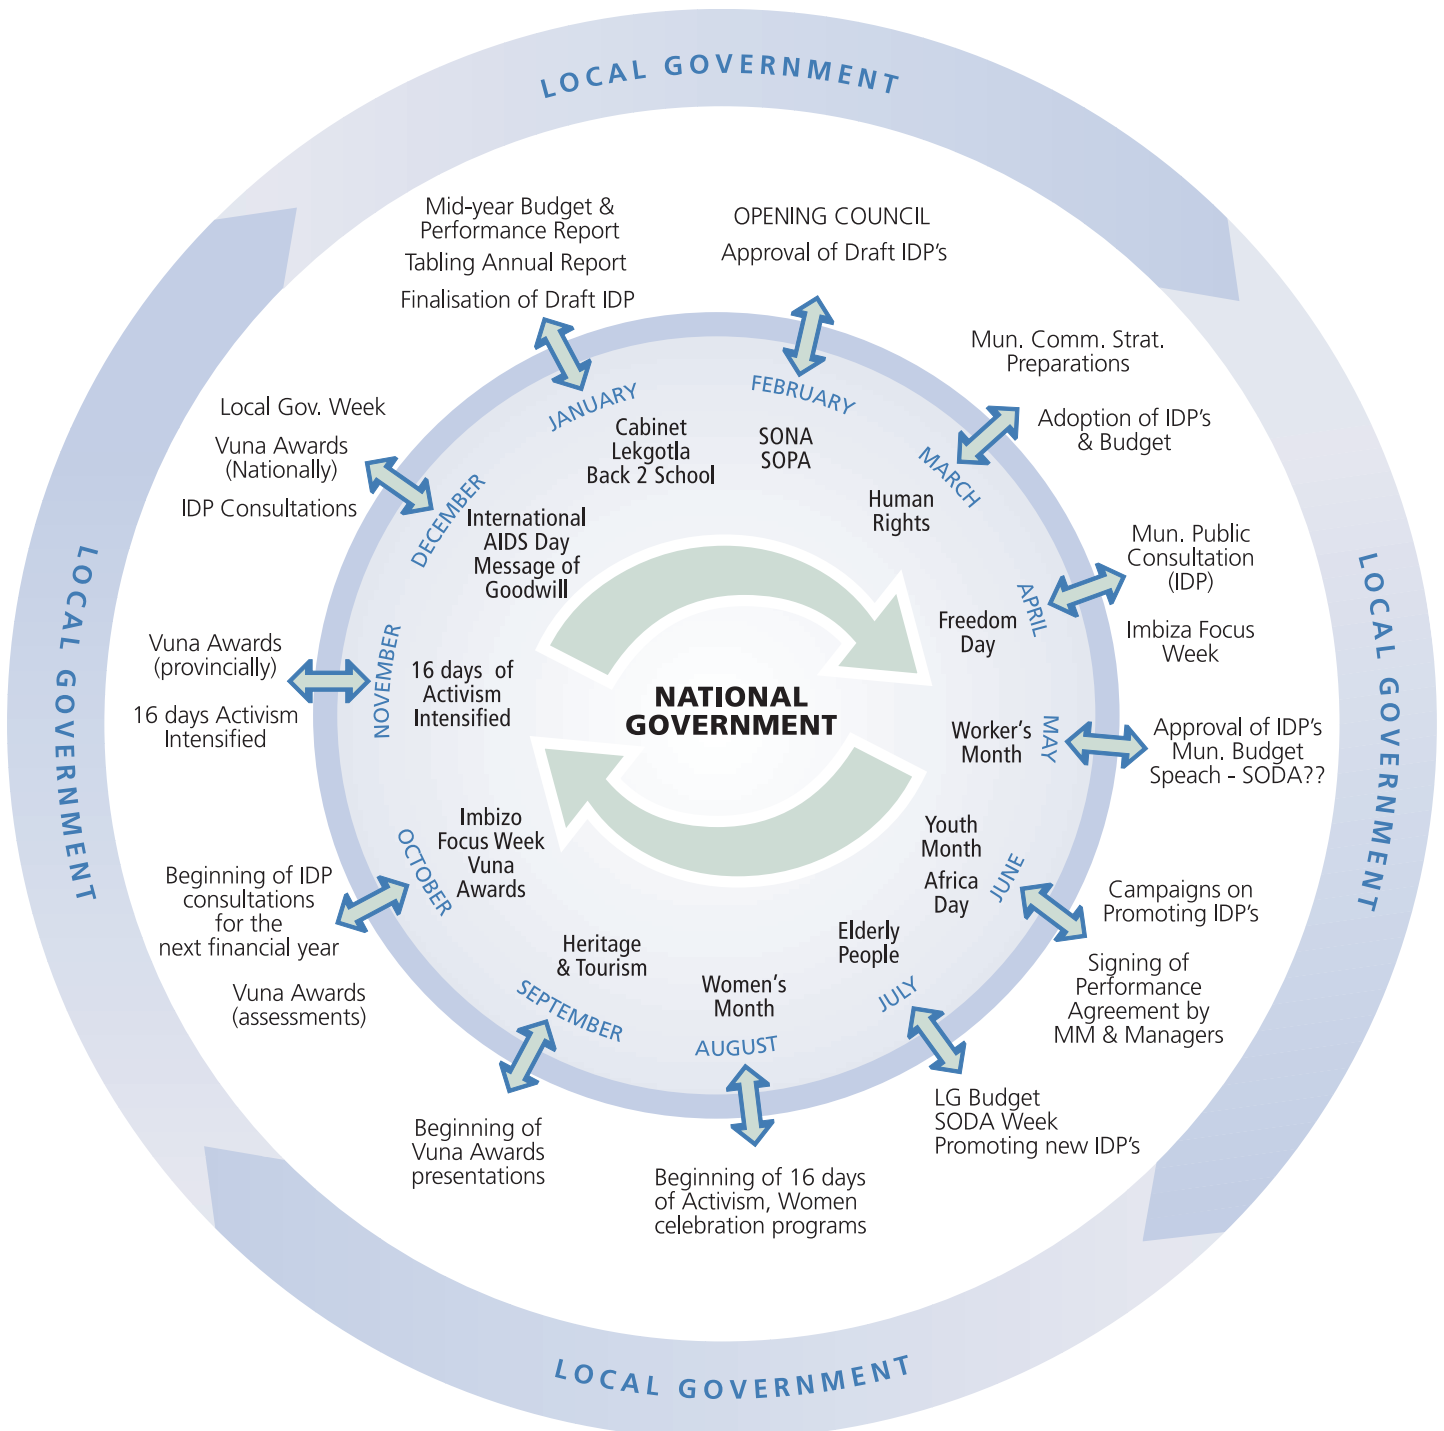 LOCAL GOVERNMENT
Mid-year Budget &
Performance Report
Tabling Annual Report
Finalisation of Draft IDP
OPENING COUNCIL
Approval of Draft IDP's
Mun. Comm. Strat.
Preparations
Adoption of IDP's
& Budget
Mun. Public
Consultation
(IDP)
Imbiza Focus
Week
Approval of IDP's
Mun. Budget
Speach - SODA??
Campaigns on
Promoting IDP's
Signing of
Performance
Agreement by
MM & Managers
LG Budget
SODA Week
Promoting new IDP's
Beginning of 16 days
of Activism, Women
celebration programs
Beginning of
Vuna Awards
presentations
Beginning of IDP
consultations
for the
next financial year
Vuna Awards
(assessments)
Vuna Awards
(provincially)
16 days Activism
Intensified
Local Gov. Week
Vuna Awards
(Nationally)
IDP Consultations
JANUARY
Cabinet
Lekgotla
Back 2 School
FEBRUARY
SONA
SOPA
MARCH
Human
Rights
APRIL
Freedom
Day
MAY
Worker's
Month
JUNE
Youth
Month
Africa
Day
JULY
Elderly
People
AUGUST
Women's
Month
SEPTEMBER
Heritage
& Tourism
OCTOBER
Imbizo
Focus Week
Vuna
Awards
NOVEMBER
16 days of
Activism
Intensified
DECEMBER
International
AIDS Day
Message of
Goodwill
NATIONAL
GOVERNMENT
LOCAL GOVERNMENT
LOCAL GOVERNMENT
LOCAL GOVERNMENT